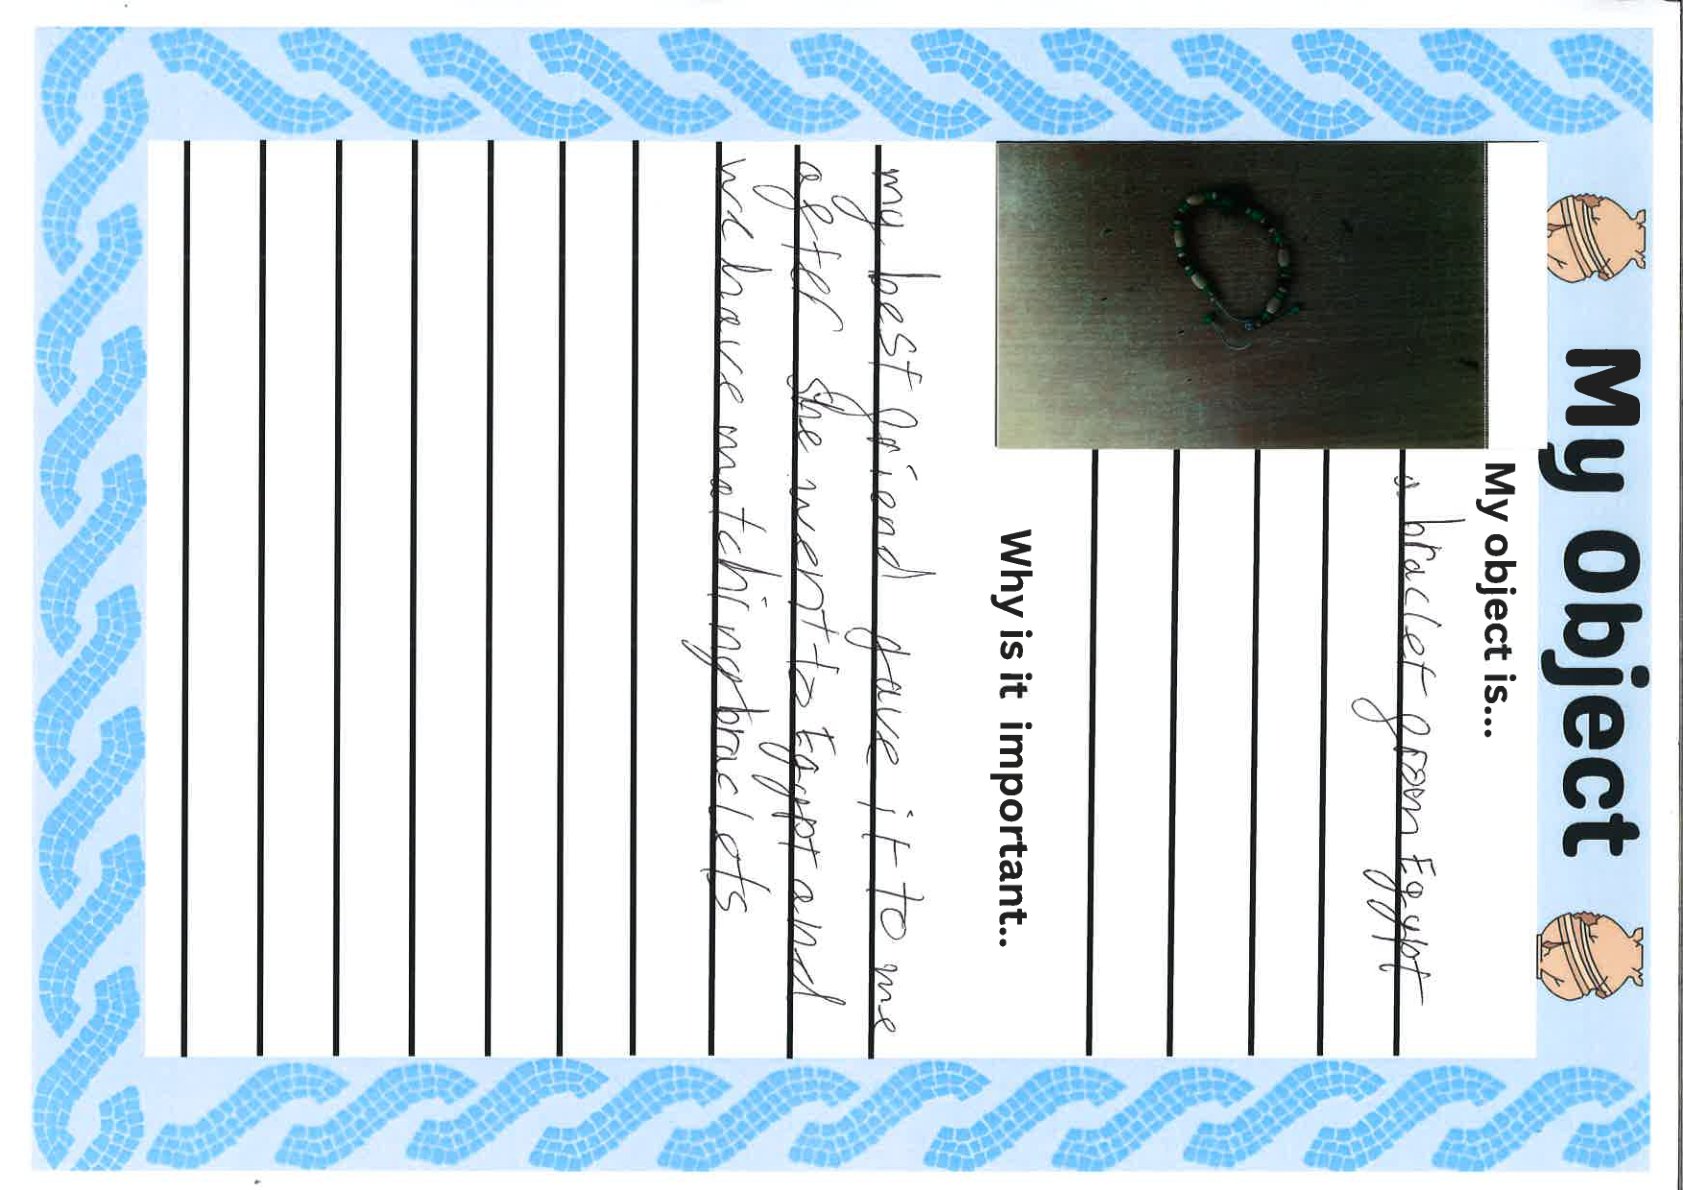 My Object
My object is...
a braclet from Egypt
Why is it important..
my best friend gave it to me
after she went to Egypt and
we have matching braclets